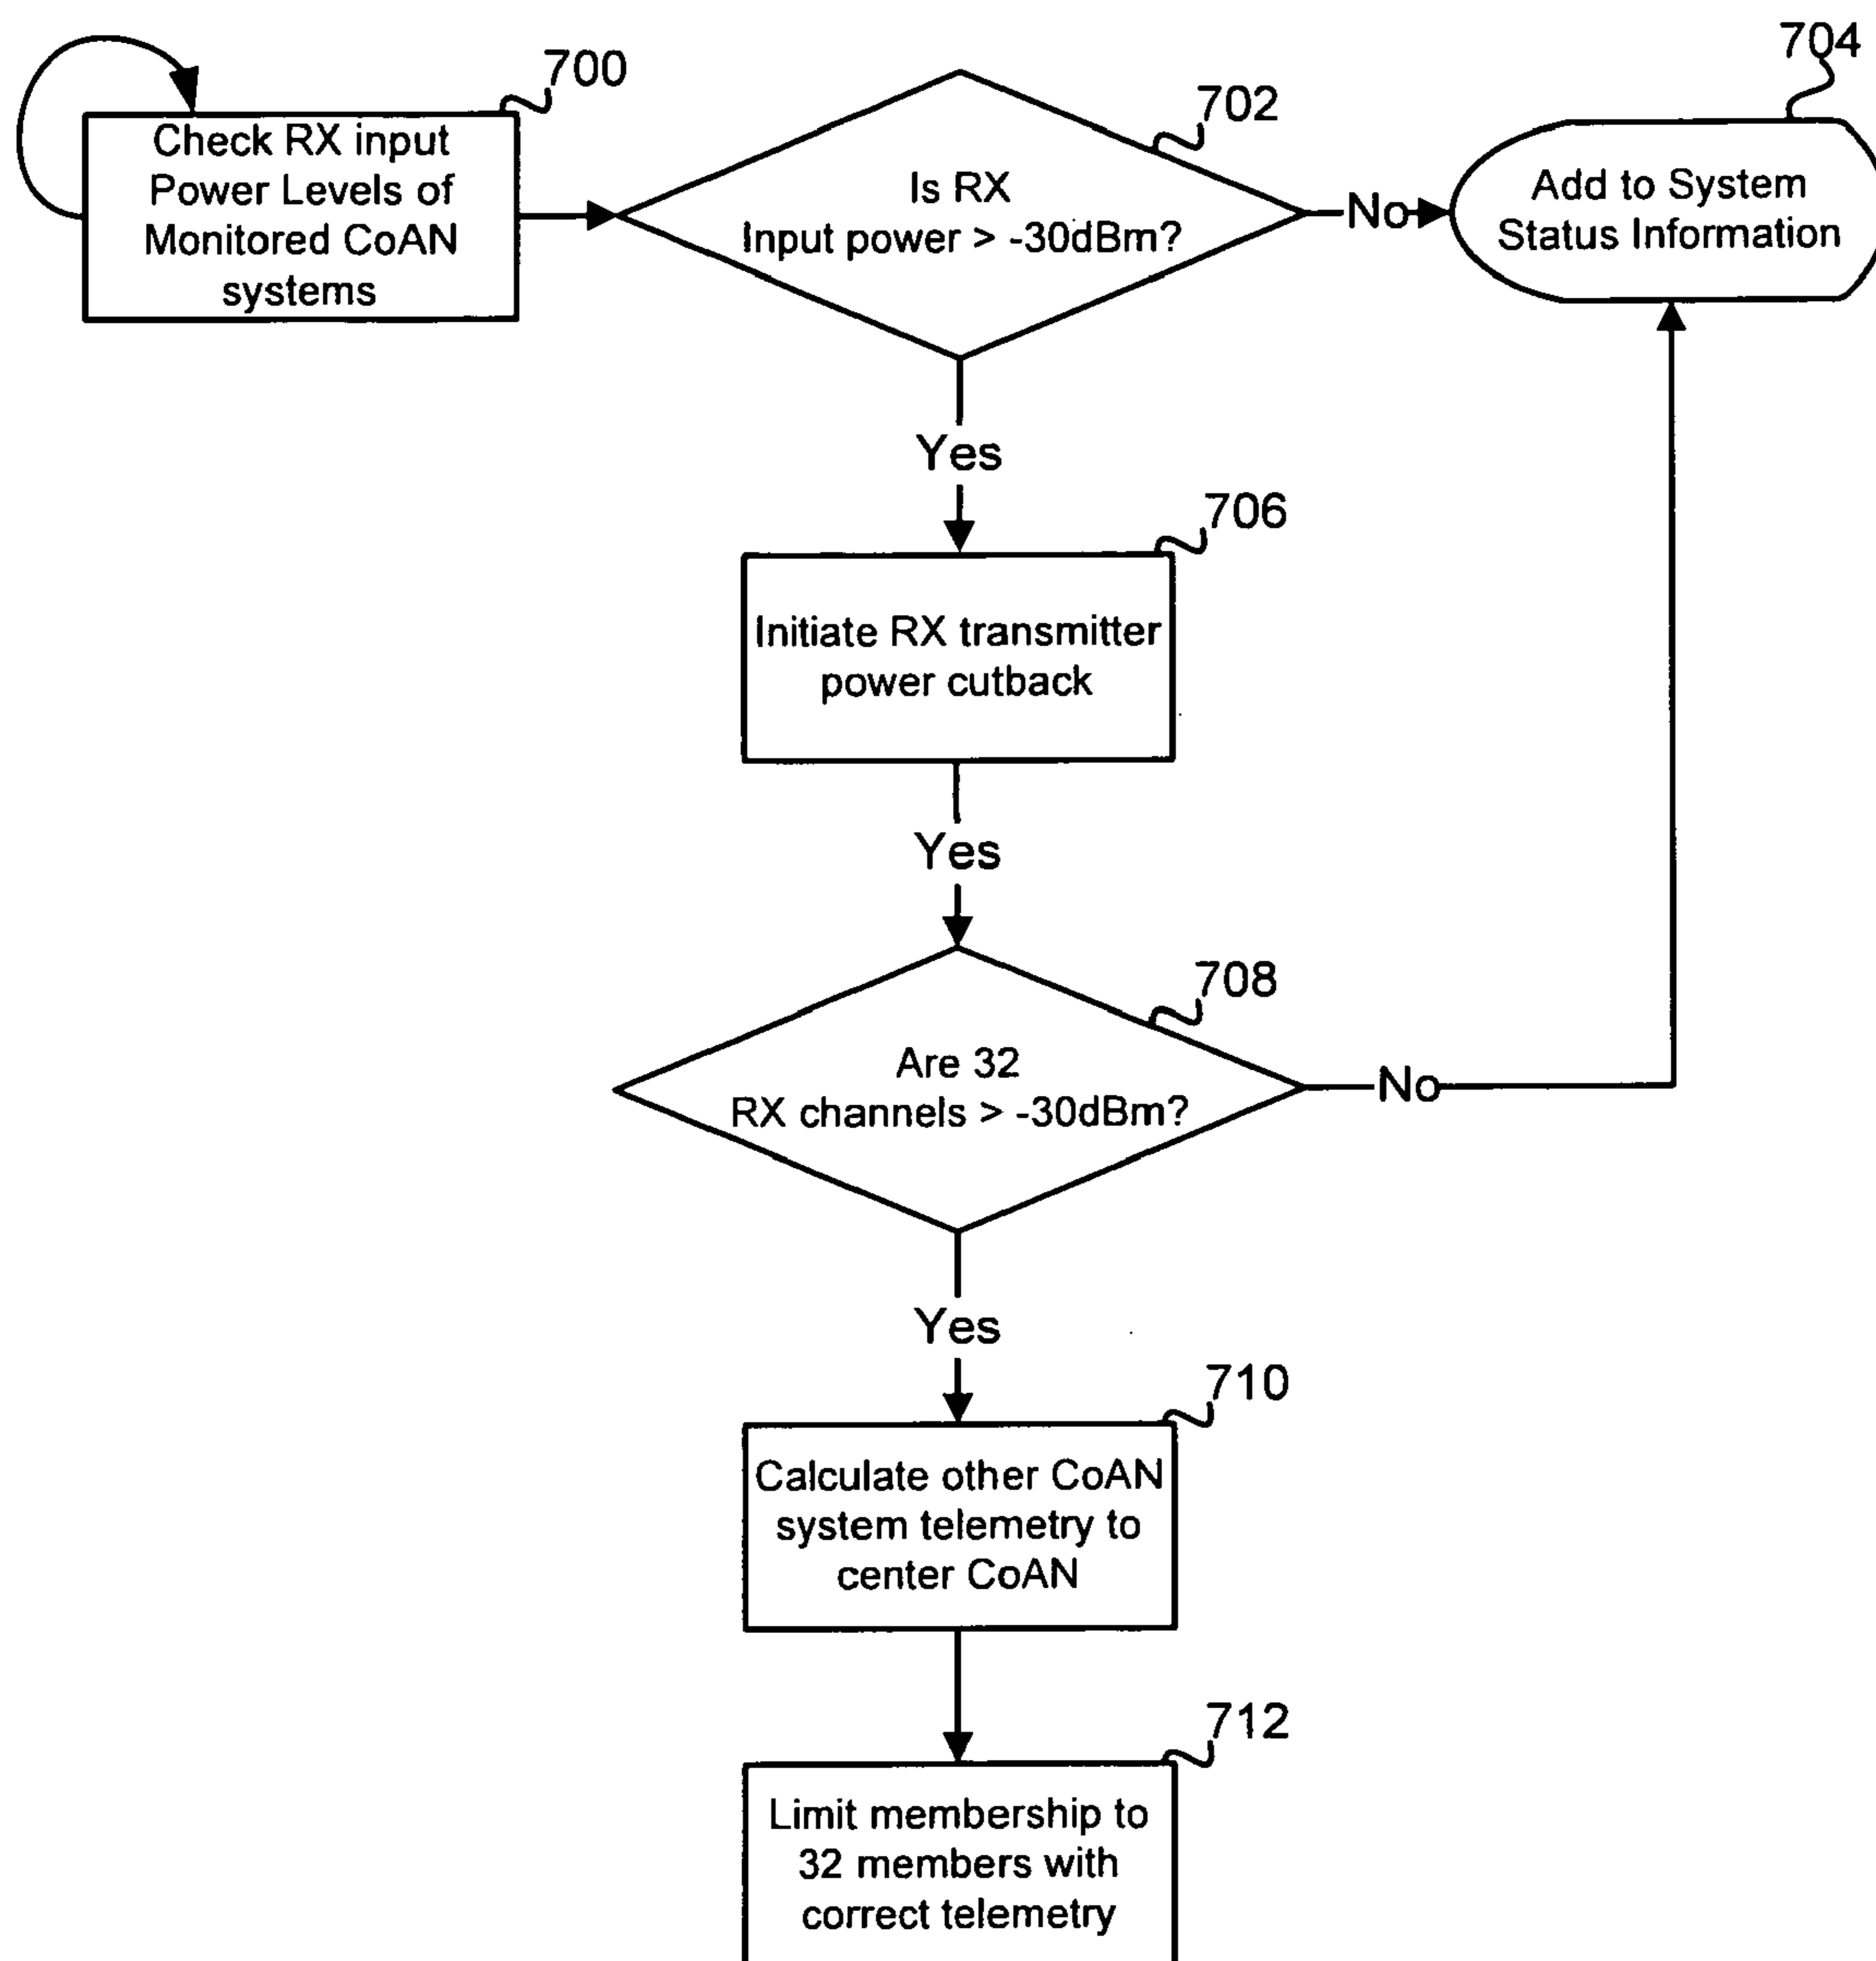 700
Check RX input
Power Levels of
Monitored CoAN
systems
702
Is RX
Input power > -30dBm?
No
704
Add to System
Status Information
Yes
706
Initiate RX transmitter
power cutback
Yes
708
Are 32
RX channels > -30dBm?
No
Yes
710
Calculate other CoAN
system telemetry to
center CoAN
712
Limit membership to
32 members with
correct telemetry